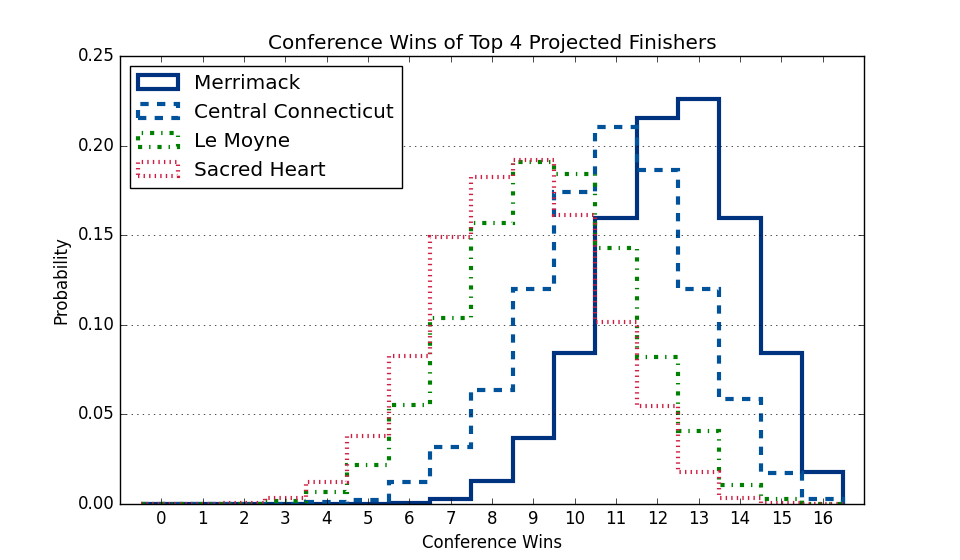 Conference Wins of Top 4 Projected Finishers
0.25
0.20
0.15
0.10
0.05
0.00
Probability
Merrimack
Central Connecticut
Le Moyne
Sacred Heart
0 1 2 3 4 5 6 7 8 9 10 11 12 13 14 15 16
Conference Wins